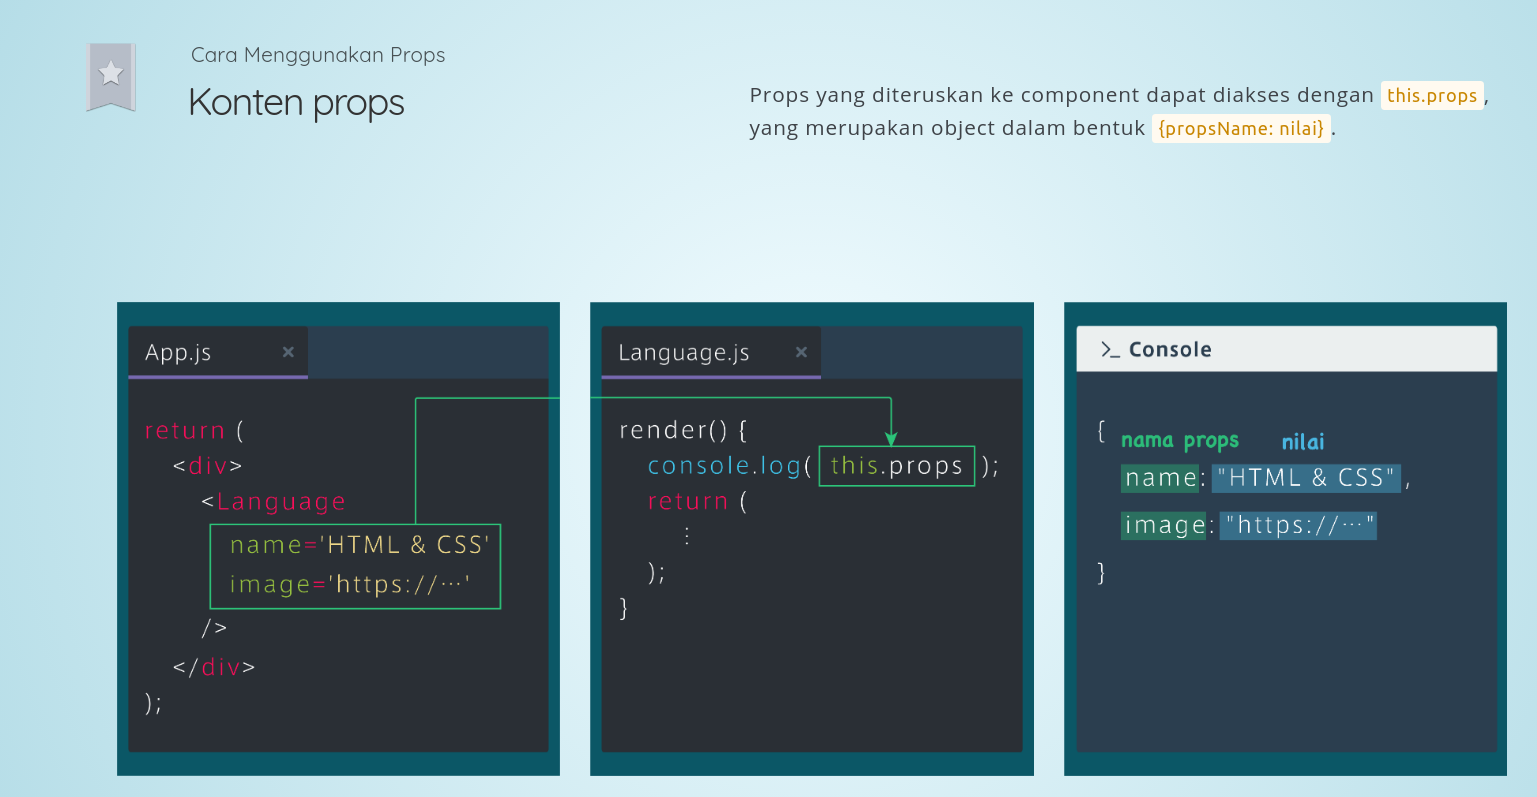 Cara Menggunakan Props
Konten props
Props yang diteruskan ke component dapat diakses dengan this.props,
yang merupakan object dalam bentuk {propsName: nilai}.
App.js ×
return (
<div>
<Language
name='HTML & CSS'
image='https://···'
/>
</div>
);
Language.js ×
render() {
console.log( this.props );
return (
⋮
);
}
>_ Console
{
nama props nilai
name: "HTML & CSS",
image: "https://···"
}